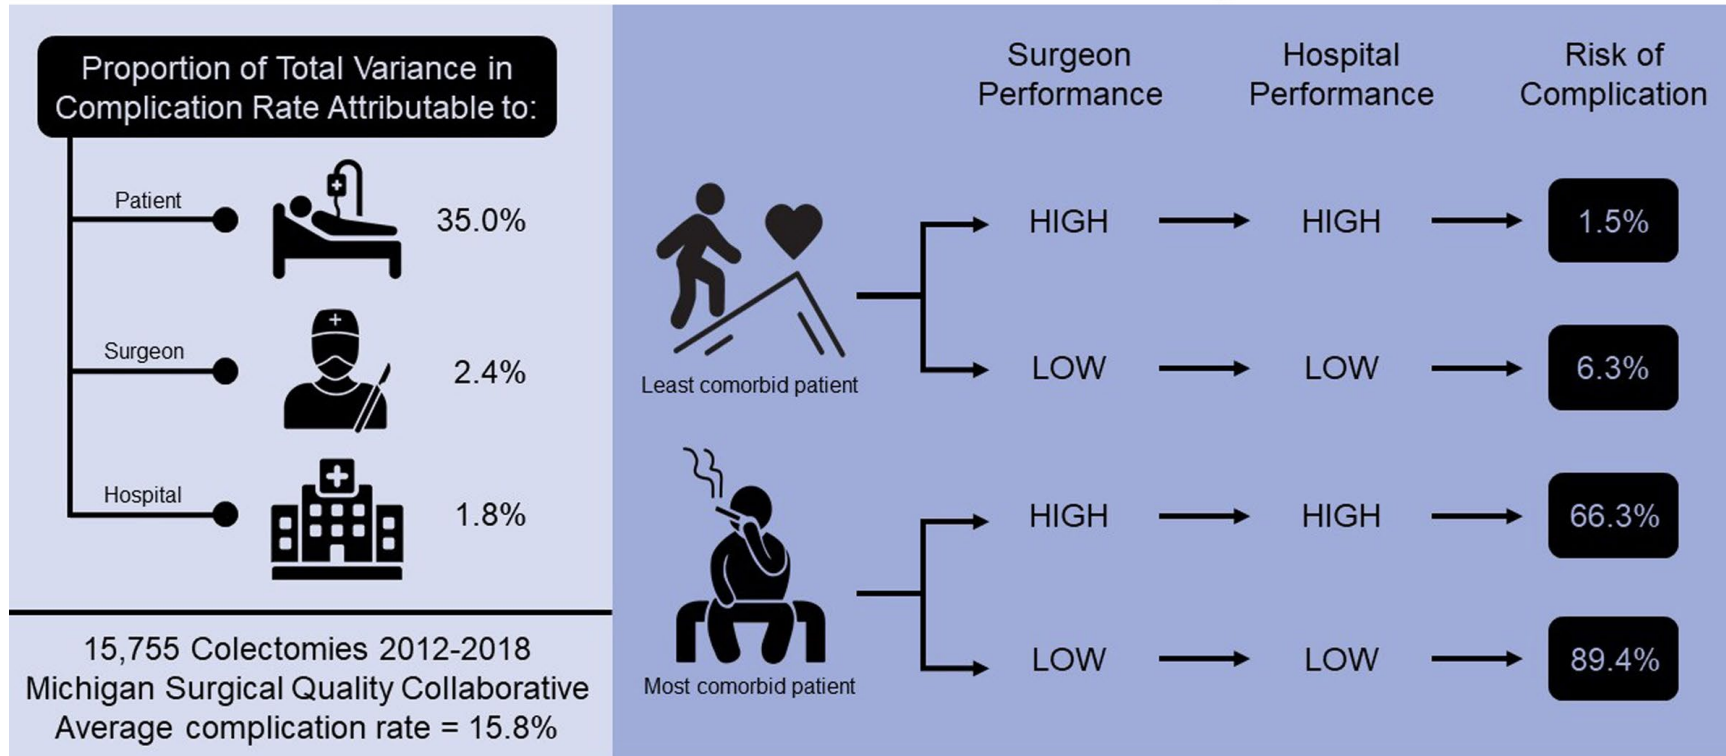 Proportion of Total Variance in
Complication Rate Attributable to:
Patient
35.0%
Surgeon
2.4%
Hospital
1.8%
15,755 Colectomies 2012-2018
Michigan Surgical Quality Collaborative
Average complication rate = 15.8%
Surgeon
Performance
Hospital
Performance
Risk of
Complication
HIGH
HIGH
1.5%
LOW
LOW
6.3%
Least comorbid patient
HIGH
HIGH
66.3%
LOW
LOW
89.4%
Most comorbid patient